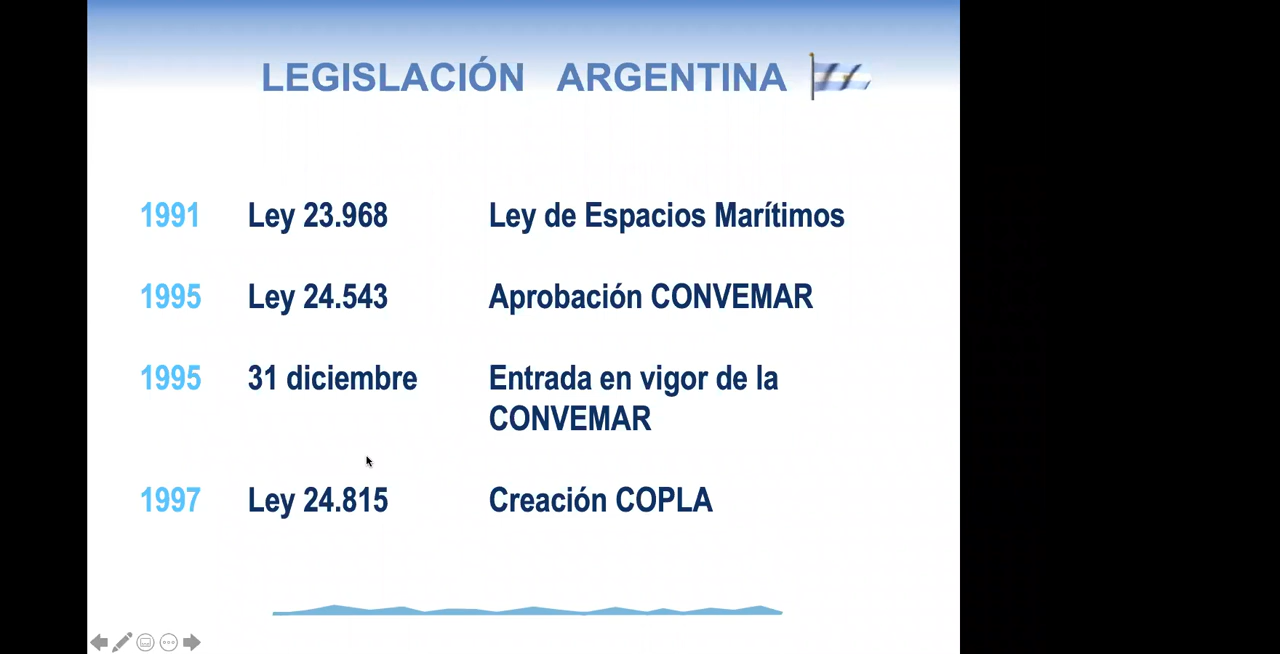 LEGISLACIÓN ARGENTINA
1991 Ley 23.968 Ley de Espacios Marítimos
1995 Ley 24.543 Aprobación CONVEMAR
1995 31 diciembre Entrada en vigor de la
CONVEMAR
1997 Ley 24.815 Creación COPLA